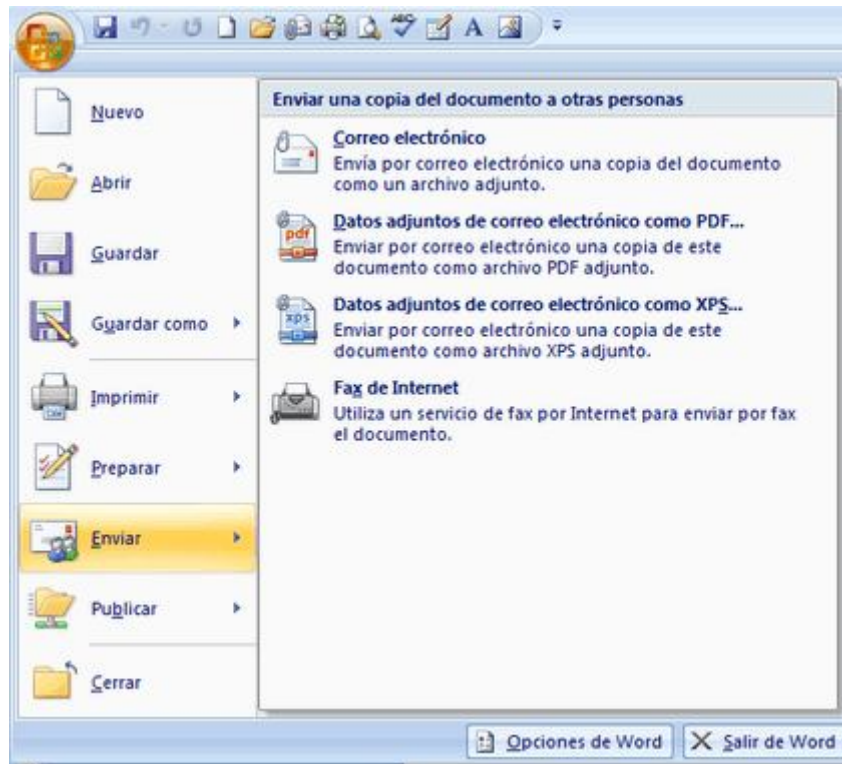 Nuevo
Abrir
Guardar
Guardar como
Imprimir
Preparar
Enviar
Publicar
Cerrar
Enviar una copia del documento a otras personas
Correo electrónico
Envía por correo electrónico una copia del documento
como un archivo adjunto.
Datos adjuntos de correo electrónico como PDF...
Enviar por correo electrónico una copia de este
documento como archivo PDF adjunto.
Datos adjuntos de correo electrónico como XPS...
Enviar por correo electrónico una copia de este
documento como archivo XPS adjunto.
Fax de Internet
Utiliza un servicio de fax por Internet para enviar por fax
el documento.
Opciones de Word
Salir de Word